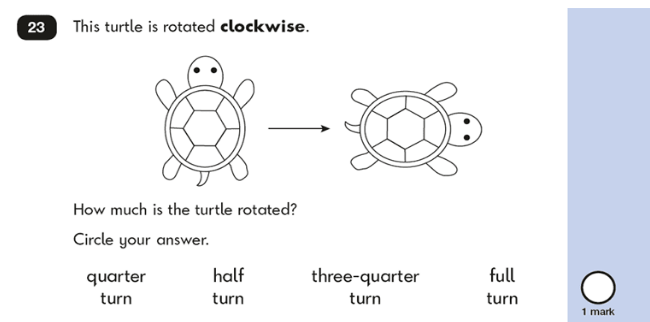 23 This turtle is rotated clockwise.
How much is the turtle rotated?
Circle your answer.
quarter half three-quarter full
turn turn turn turn
1 mark